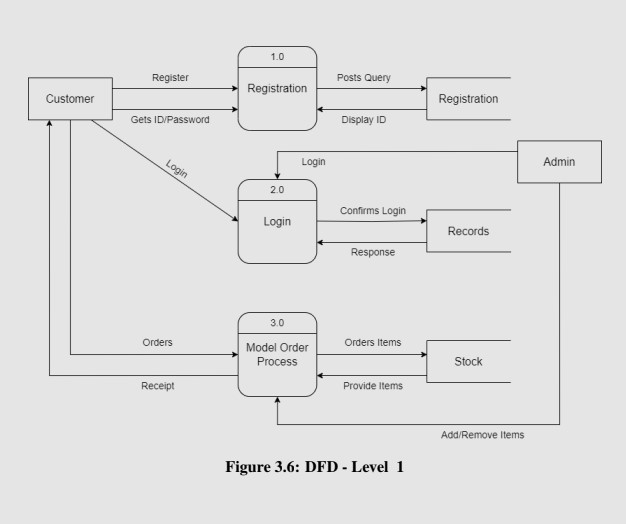 1.0
Register
Posts Query
Customer
Registration
Registration
Gets ID/Password
Display ID
Login
Login
Admin
2.0
Login
Confirms Login
Records
Response
3.0
Orders
Model Order
Process
Orders Items
Stock
Receipt
Provide Items
Add/Remove Items
Figure 3.6: DFD - Level 1